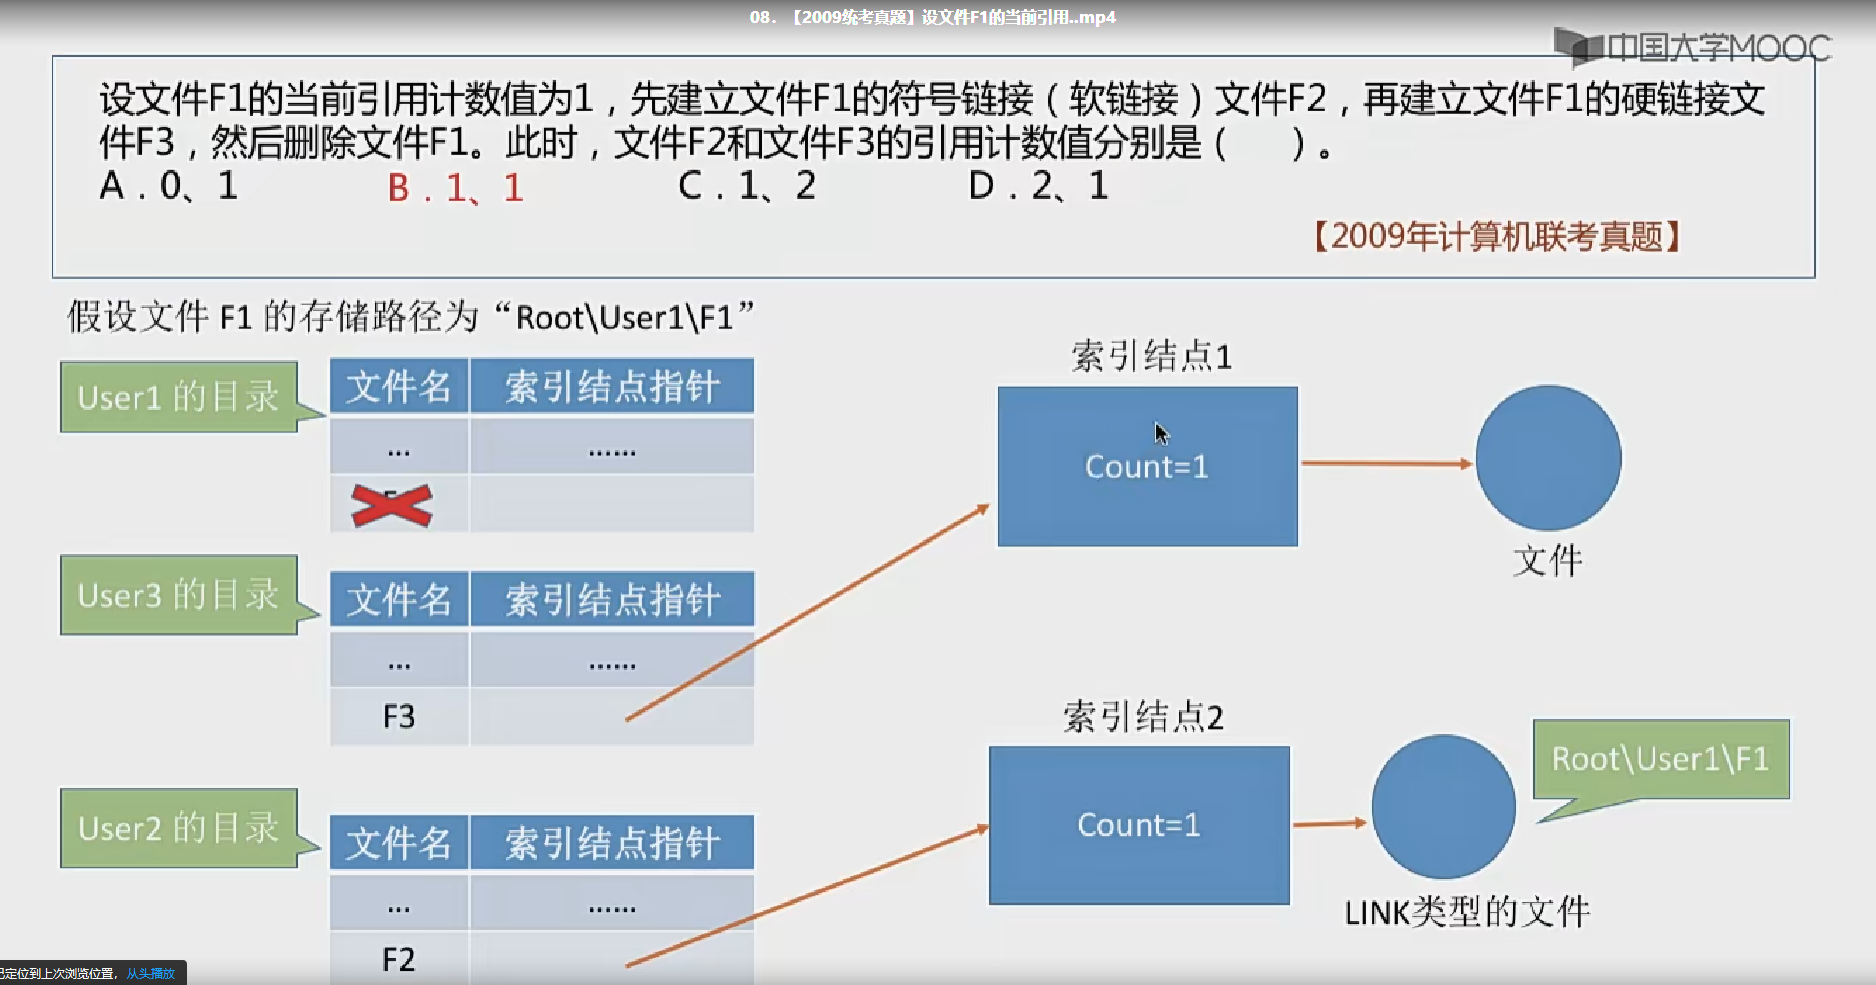 08. 【2009统考真题】设文件F1的当前引用..mp4
中国大学MOOC
设文件F1的当前引用计数值为1，先建立文件F1的符号链接（软链接）文件F2，再建立文件F1的硬链接文
件F3，然后删除文件F1。此时，文件F2和文件F3的引用计数值分别是（　　）。
A．0、1　B．1、1　C．1、2　D．2、1
【2009年计算机联考真题】
假设文件 F1 的存储路径为“Root\User1\F1”
User1 的目录
文件名　索引结点指针
...　......
索引结点1
Count=1
文件
User3 的目录
文件名　索引结点指针
...　......
F3
User2 的目录
文件名　索引结点指针
...　......
F2
索引结点2
Count=1
Root\User1\F1
LINK类型的文件
已定位到上次浏览位置，从头播放